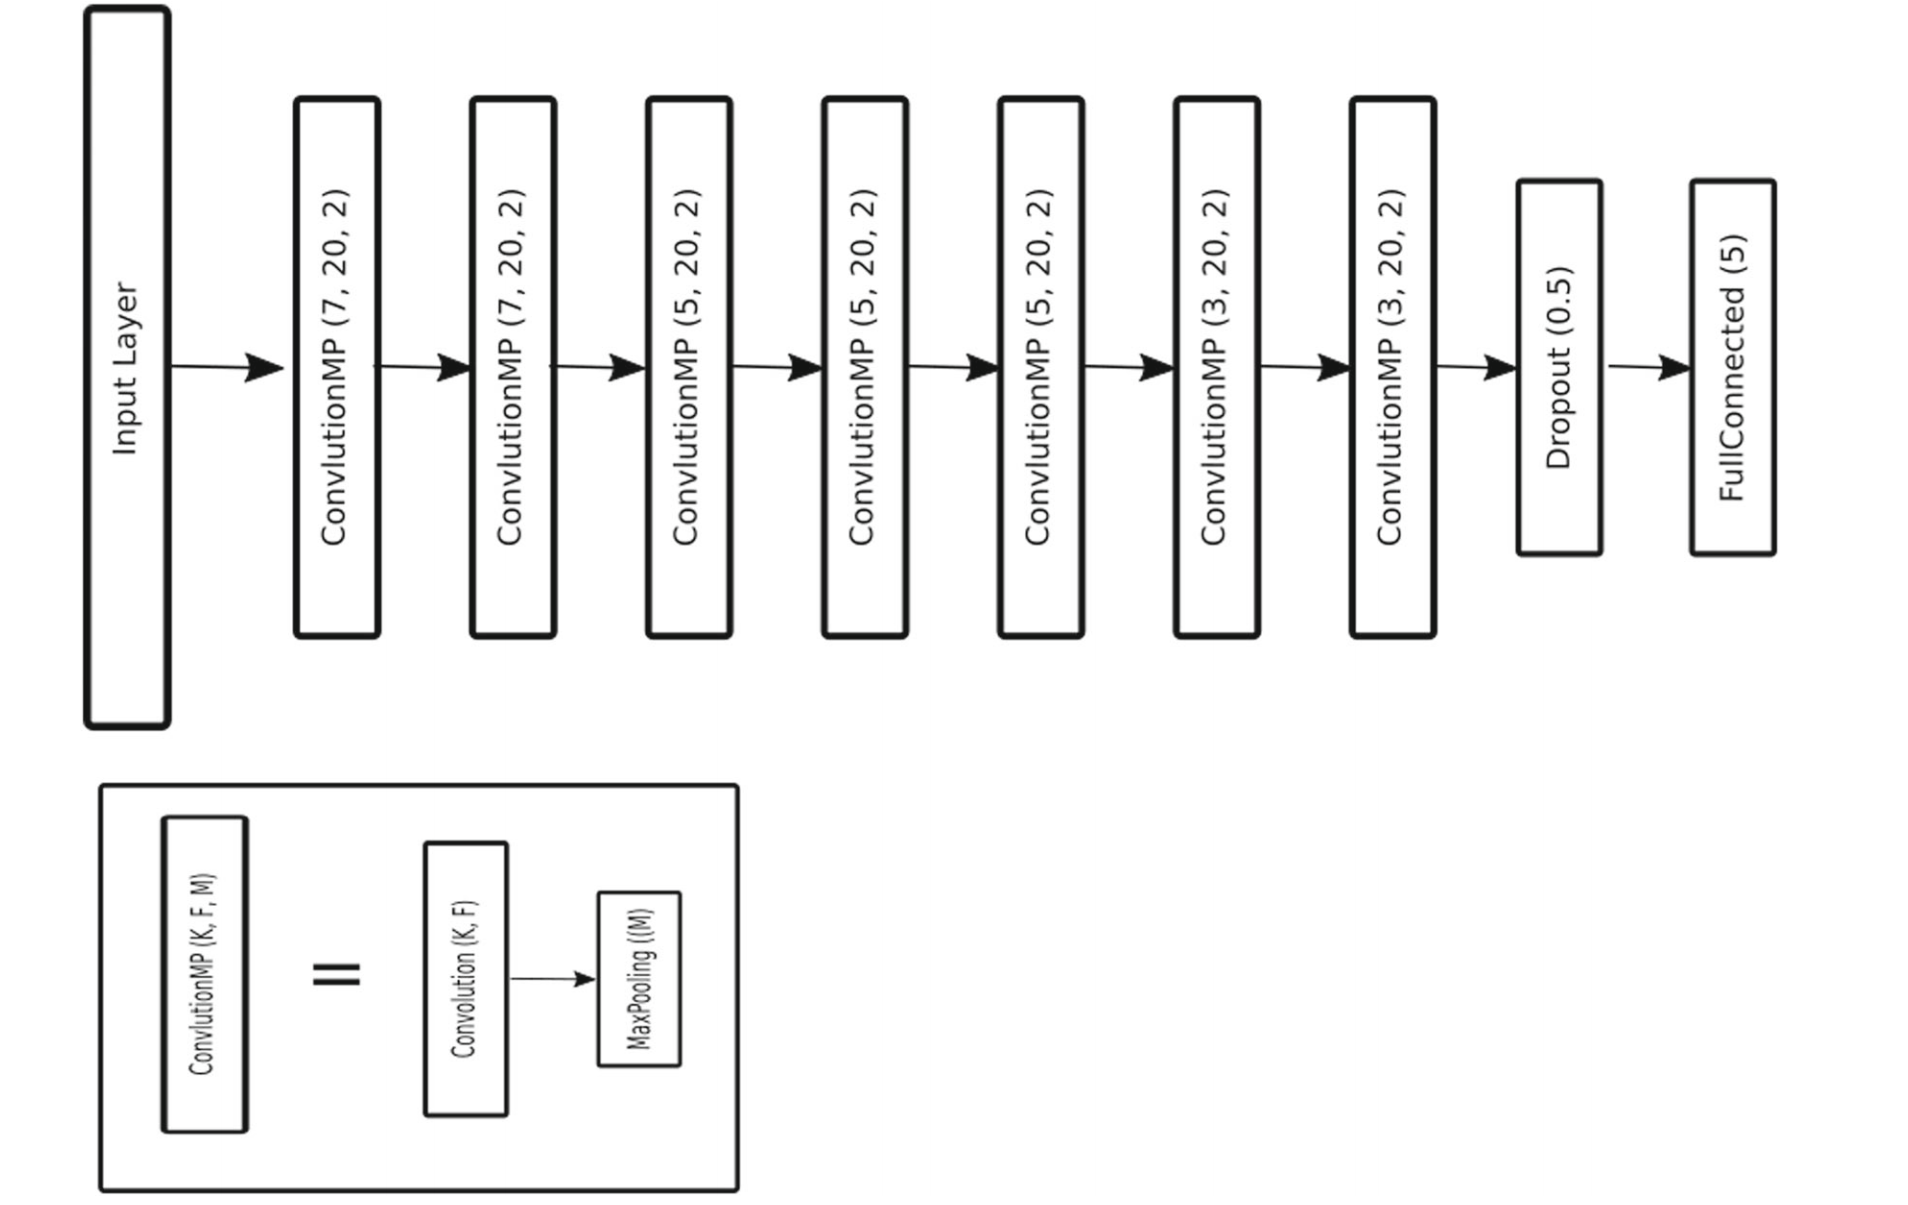 Input Layer
ConvlutionMP (7, 20, 2)
ConvlutionMP (7, 20, 2)
ConvlutionMP (5, 20, 2)
ConvlutionMP (5, 20, 2)
ConvlutionMP (5, 20, 2)
ConvlutionMP (3, 20, 2)
ConvlutionMP (3, 20, 2)
Dropout (0.5)
FullConnected (5)
ConvlutionMP (K, F, M)
=
Convolution (K, F)
MaxPooling ((M)